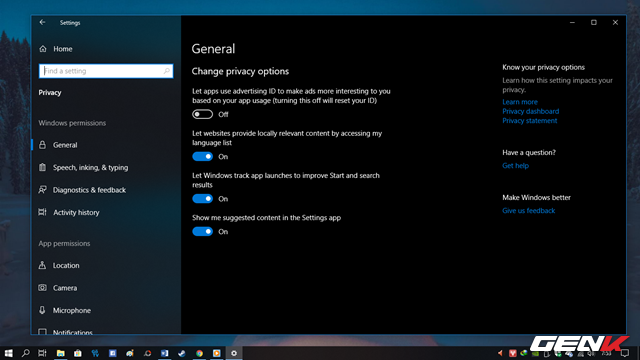 Settings
Home
Find a setting
Privacy
Windows permissions
General
Speech, inking, & typing
Diagnostics & feedback
Activity history
App permissions
Location
Camera
Microphone
Notifications
General
Change privacy options
Let apps use advertising ID to make ads more interesting to you
based on your app usage (turning this off will reset your ID)
Off
Let websites provide locally relevant content by accessing my
language list
On
Let Windows track app launches to improve Start and search
results
On
Show me suggested content in the Settings app
On
Know your privacy options
Learn how this setting impacts your
privacy.
Learn more
Privacy dashboard
Privacy statement
Have a question?
Get help
Make Windows better
Give us feedback
GENK